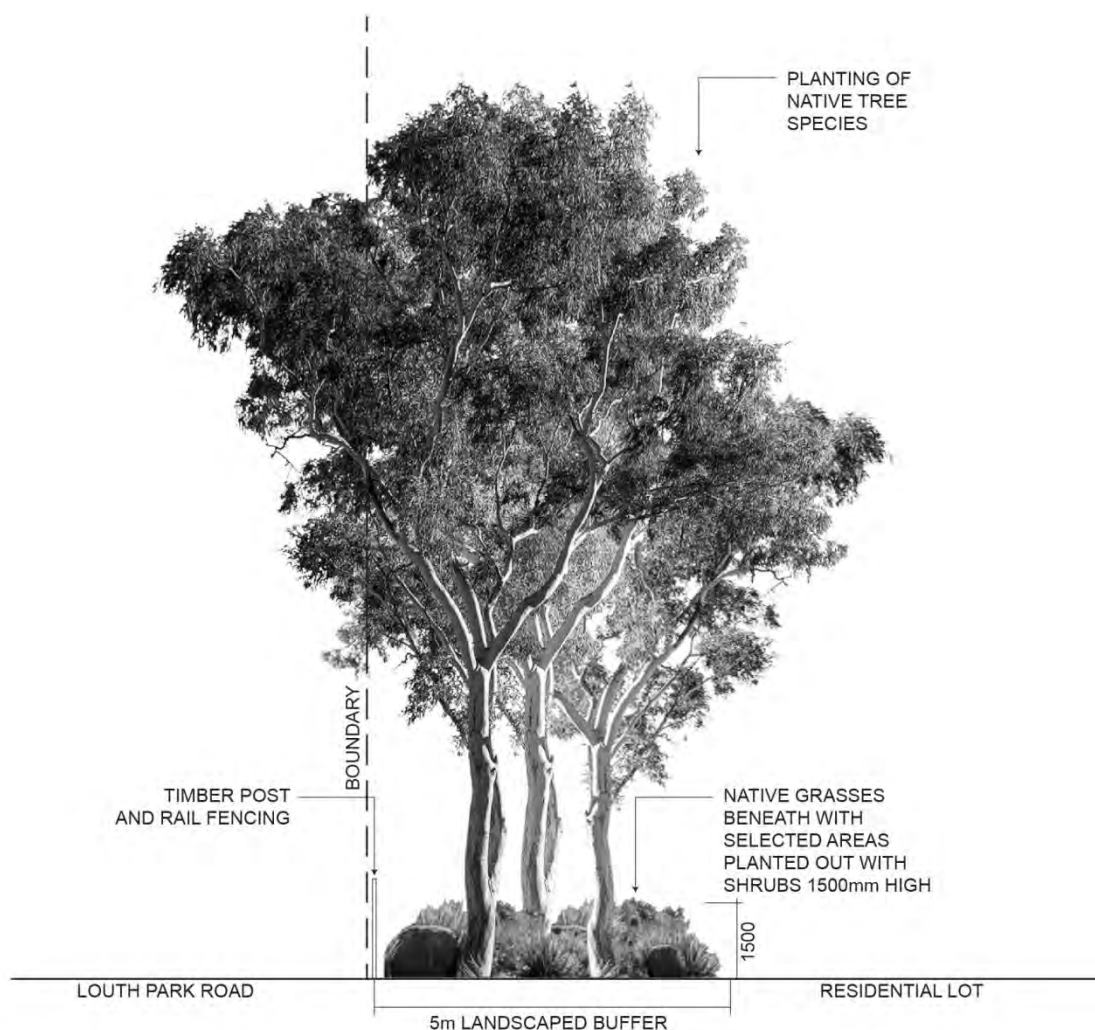 PLANTING OF
NATIVE TREE
SPECIES
BOUNDARY
TIMBER POST
AND RAIL FENCING
NATIVE GRASSES
BENEATH WITH
SELECTED AREAS
PLANTED OUT WITH
SHRUBS 1500mm HIGH
1500
LOUTH PARK ROAD
RESIDENTIAL LOT
5m LANDSCAPED BUFFER